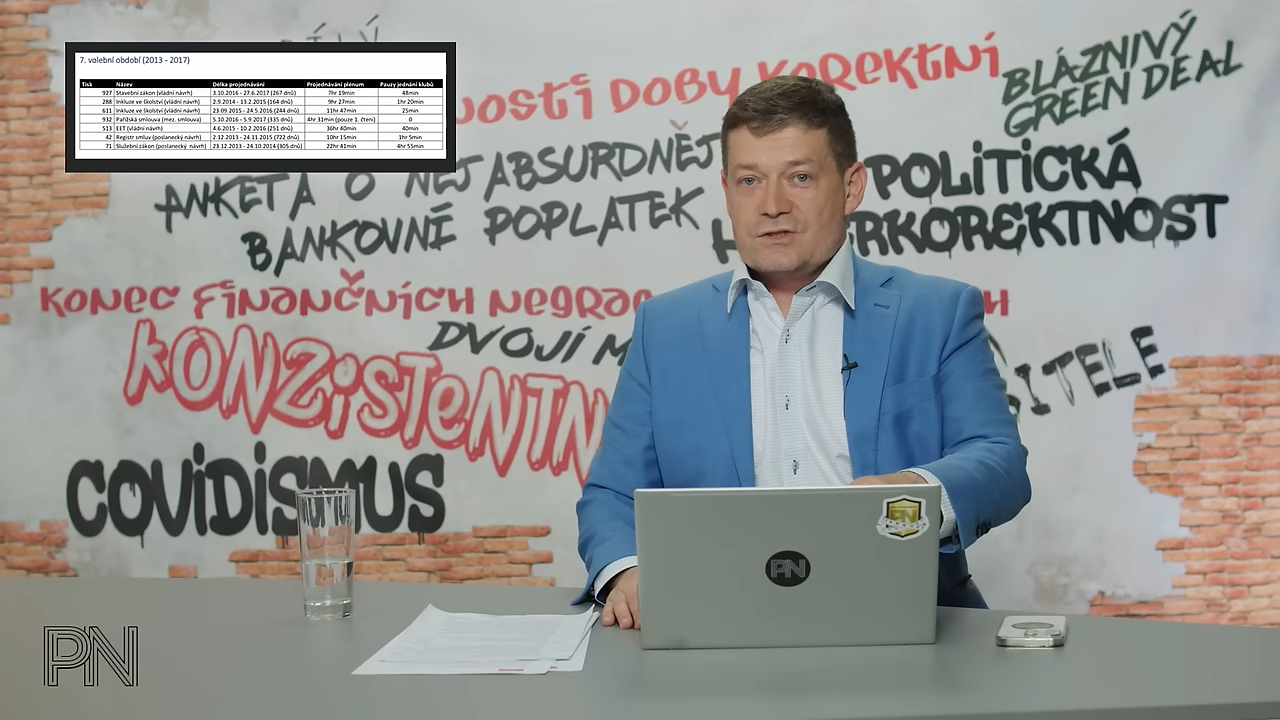 7. volební období (2013 - 2017)
Tisk Název Délka projednávání Projednávání plénum Pauzy jednání klubů
927 Stavební zákon (vládní návrh) 3.10.2016 - 27.6.2017 (267 dnů) 7hr 19min 48min
288 Inkluze ve školství (vládní návrh) 2.9.2014 - 13.2.2015 (164 dnů) 9hr 27min 1hr 20min
611 Inkluze ve školství (vládní návrh) 23.09.2015 - 24.5.2016 (244 dnů) 11hr 47min 25min
932 Pařížská smlouva (mez. smlouva) 5.10.2016 - 5.9.2017 (335 dnů) 4hr 31min (pouze 1. čtení) 0
513 EET (vládní návrh) 4.6.2015 - 10.2.2016 (251 dnů) 36hr 40min 40min
42 Registr smluv (poslanecký návrh) 2.12.2013 - 24.11.2015 (722 dnů) 10hr 15min 1hr 5min
71 Služební zákon (poslanecký návrh) 23.12.2013 - 24.10.2014 (305 dnů) 22hr 41min 4hr 55min
DOBY KOREKTNÍ
BLÁZNIVÝ
GREEN DEAL
ANKETA O NEJABSURDNĚJ
BANKOVNÍ POPLATEK
POLITICKÁ
RKOREKTNOST
KONEC FINANČNÍCH
DVOJÍ M
KONZISTENTN
ITELE
COVIDISMUS
PN
PN
PN